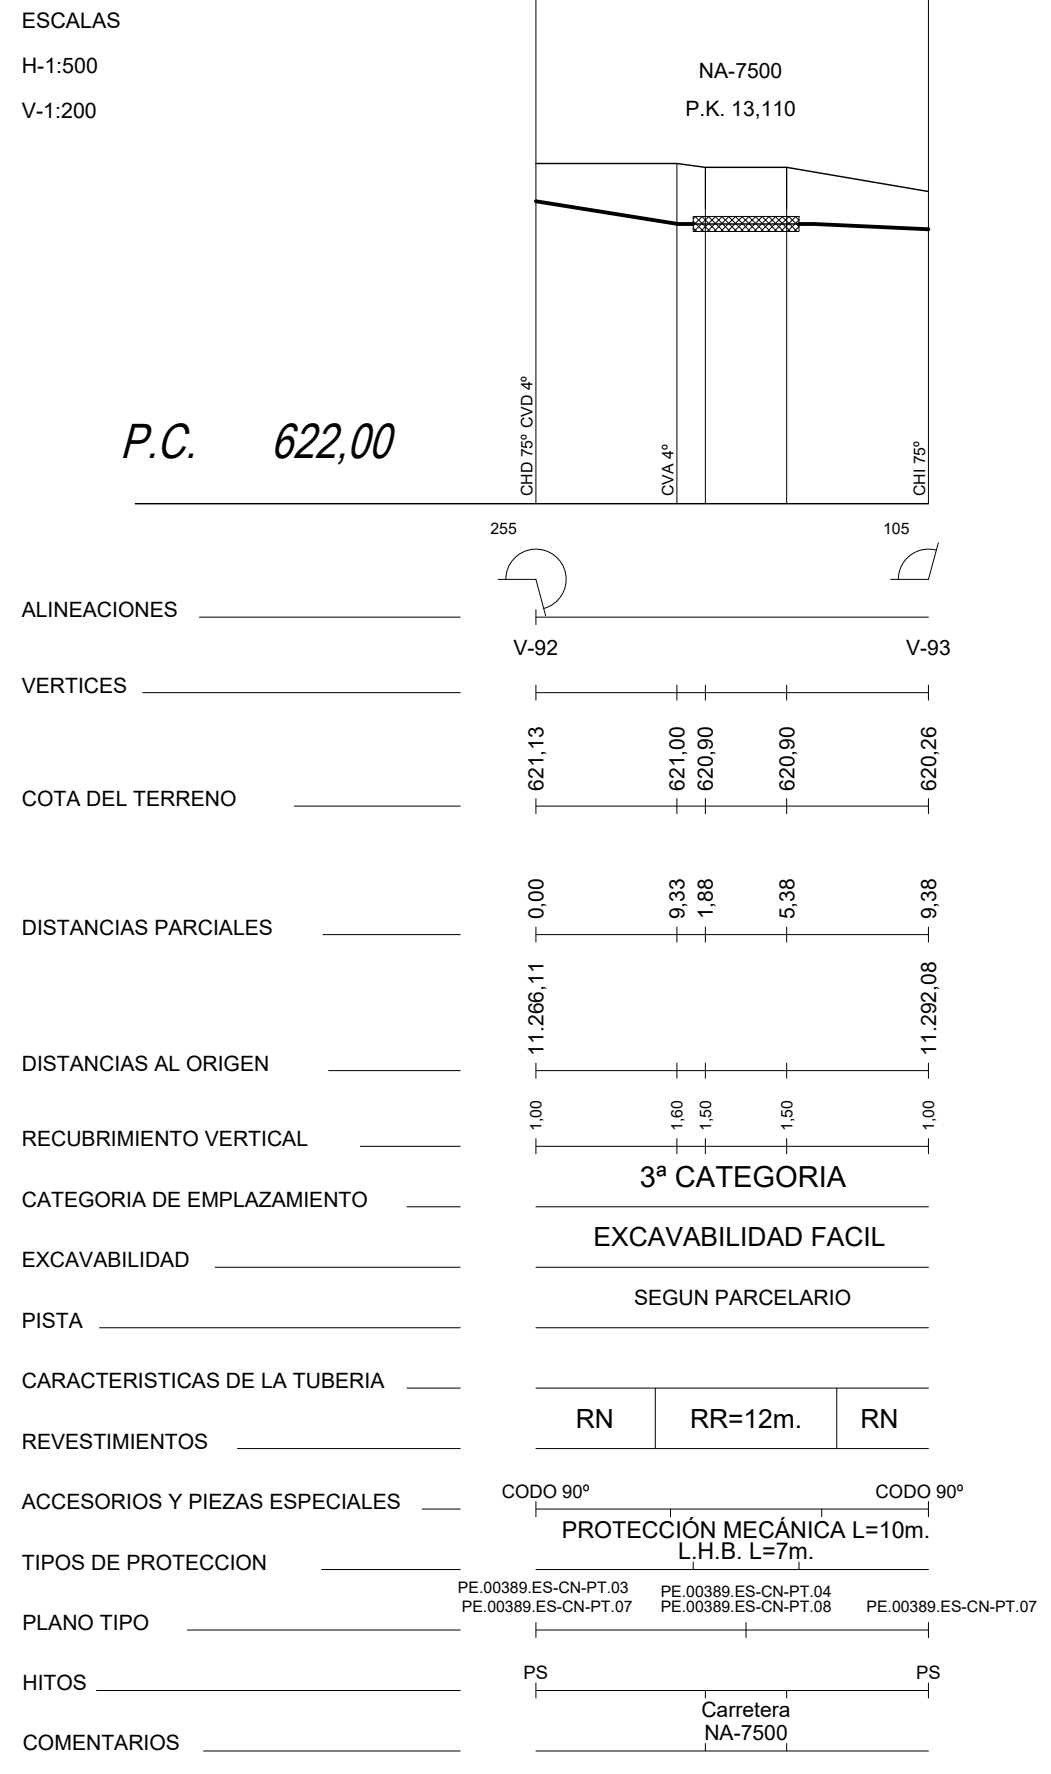 ESCALAS
H-1:500
V-1:200
NA-7500
P.K. 13,110
P.C. 622,00
CHD 75º CVD 4º
CVA 4º
CHI 75º
255
105
ALINEACIONES
V-92 V-93
VERTICES
621,13 621,00 620,90 620,90 620,26
COTA DEL TERRENO
0,00 9,33 1,88 5,38 9,38
DISTANCIAS PARCIALES
11.266,11 11.292,08
DISTANCIAS AL ORIGEN
1,00 1,60 1,50 1,50 1,00
RECUBRIMIENTO VERTICAL
3ª CATEGORIA
CATEGORIA DE EMPLAZAMIENTO
EXCAVABILIDAD FACIL
EXCAVABILIDAD
SEGUN PARCELARIO
PISTA
CARACTERISTICAS DE LA TUBERIA
RN RR=12m. RN
REVESTIMIENTOS
CODO 90º CODO 90º
ACCESORIOS Y PIEZAS ESPECIALES
PROTECCIÓN MECÁNICA L=10m.
L.H.B. L=7m.
TIPOS DE PROTECCION
PE.00389.ES-CN-PT.03 PE.00389.ES-CN-PT.04
PE.00389.ES-CN-PT.07 PE.00389.ES-CN-PT.08 PE.00389.ES-CN-PT.07
PLANO TIPO
PS PS
HITOS
Carretera
NA-7500
COMENTARIOS